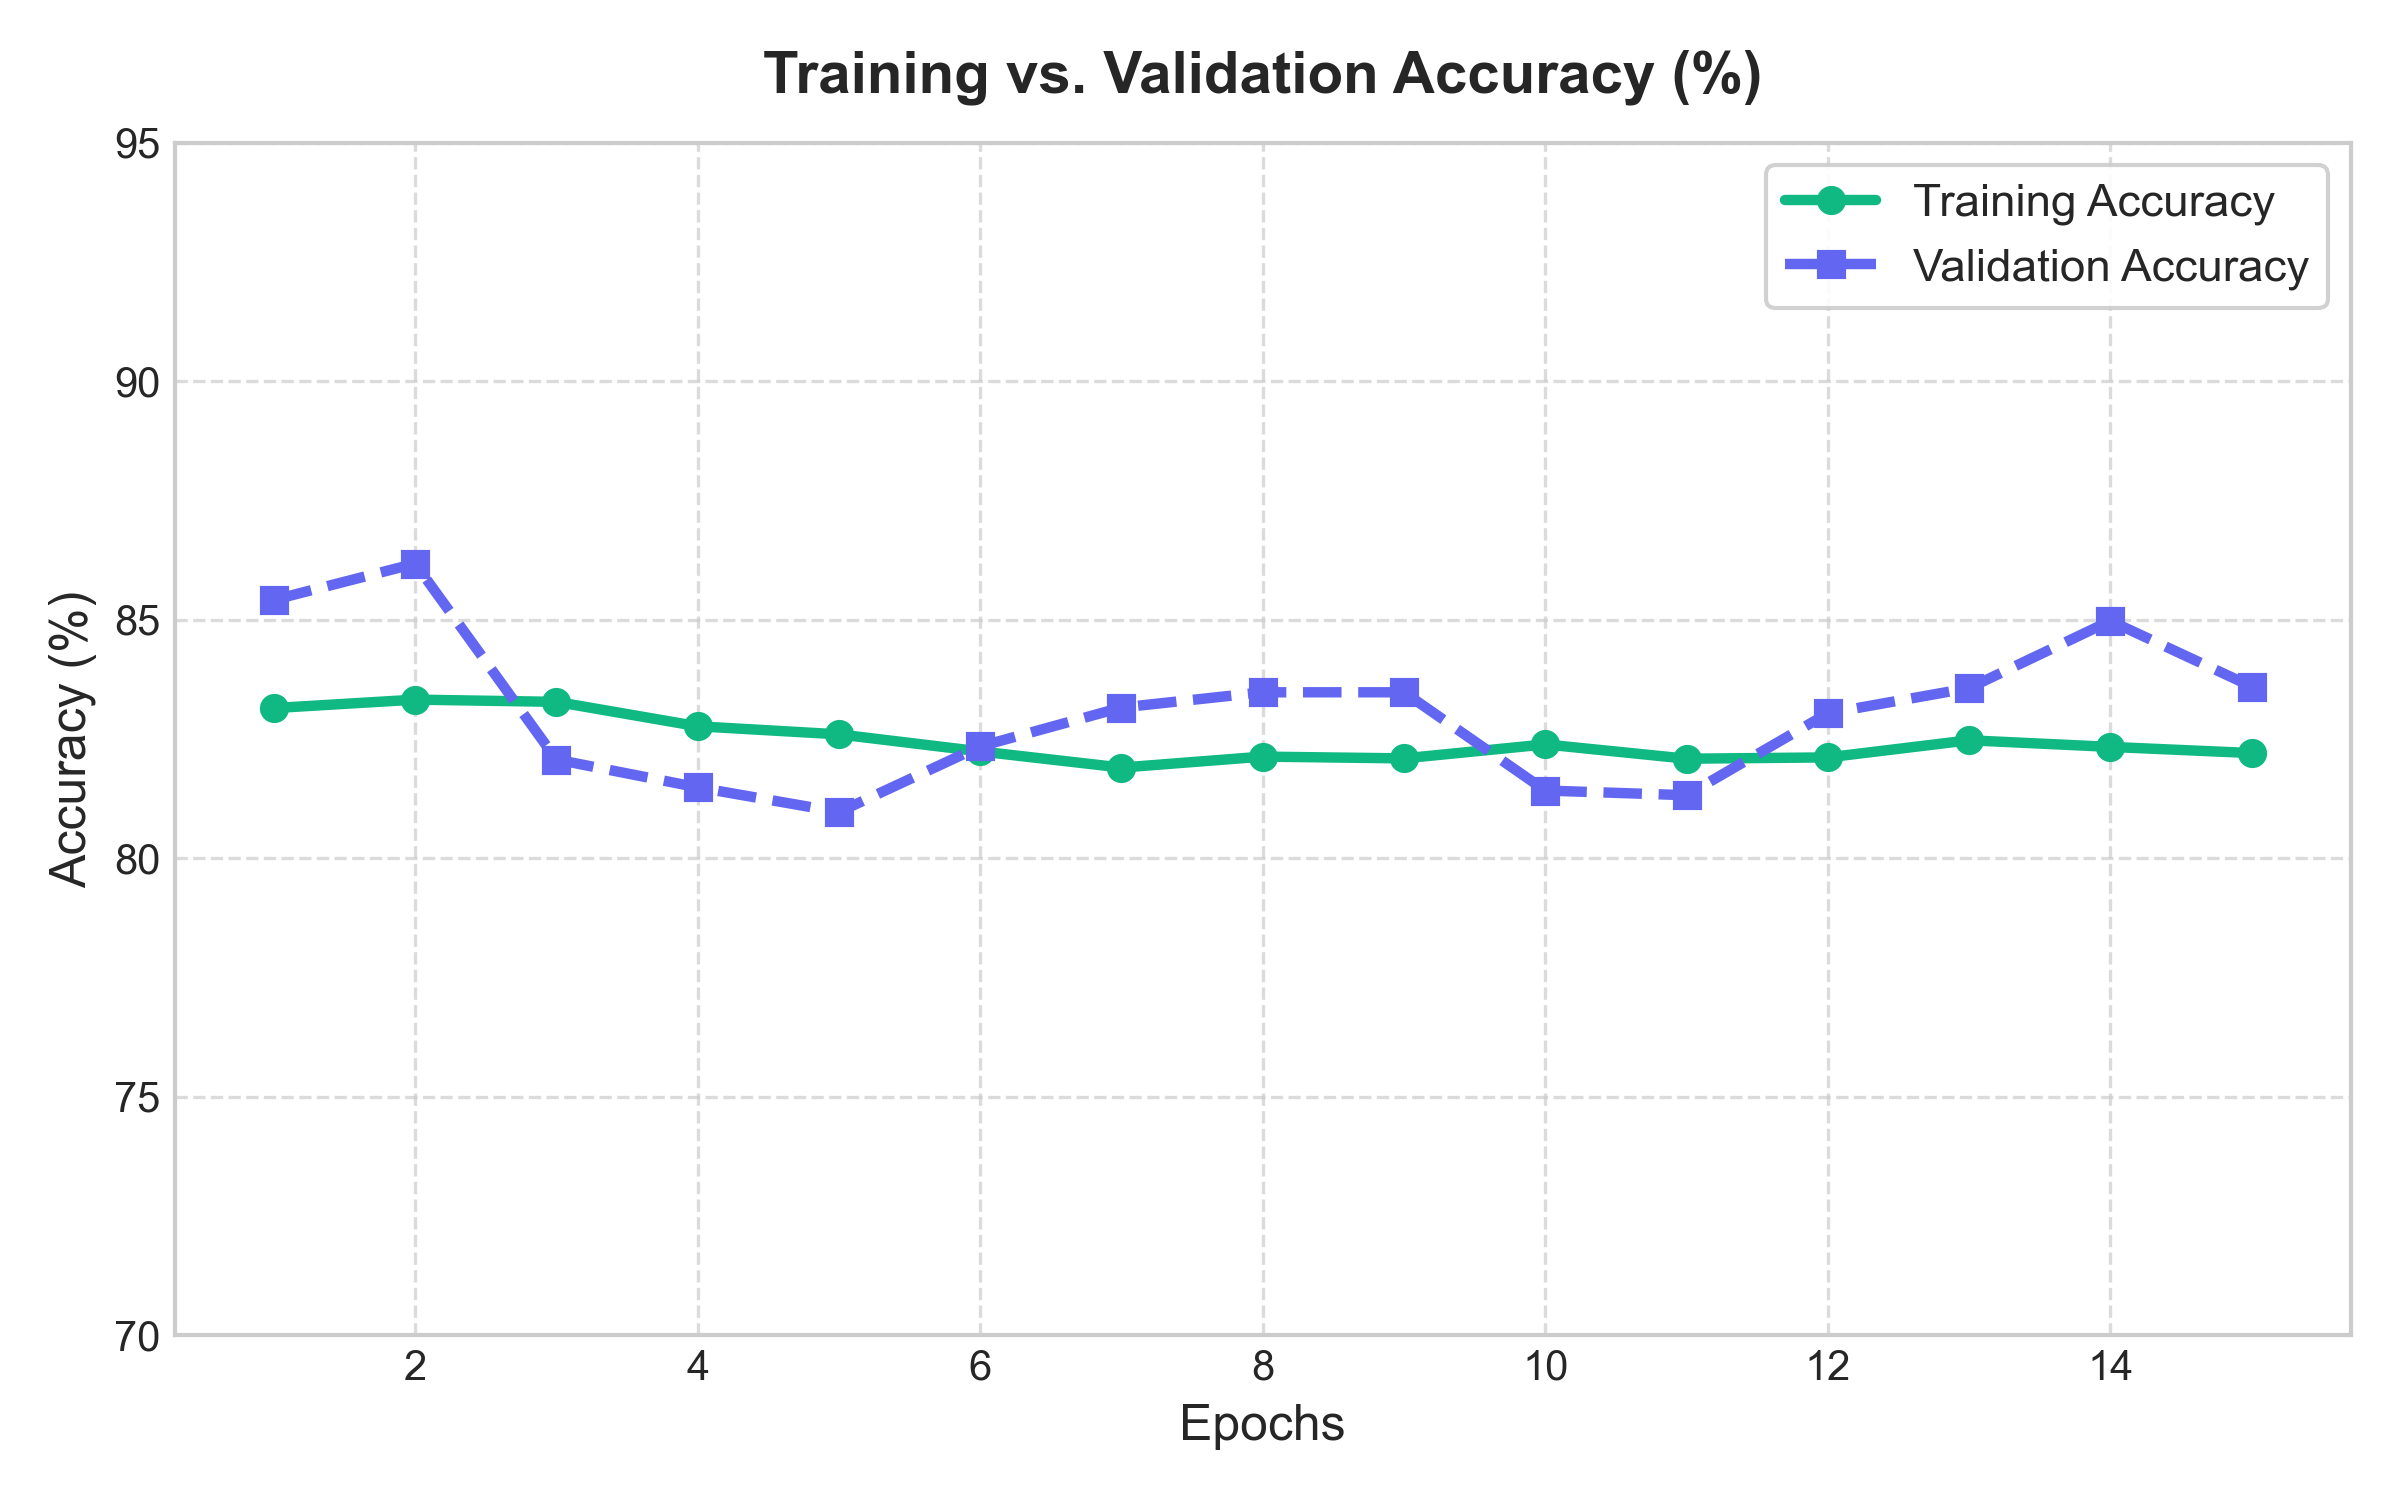 Training vs. Validation Accuracy (%)
95
90
85
80
75
70
Accuracy (%)
Training Accuracy
Validation Accuracy
2 4 6 8 10 12 14
Epochs